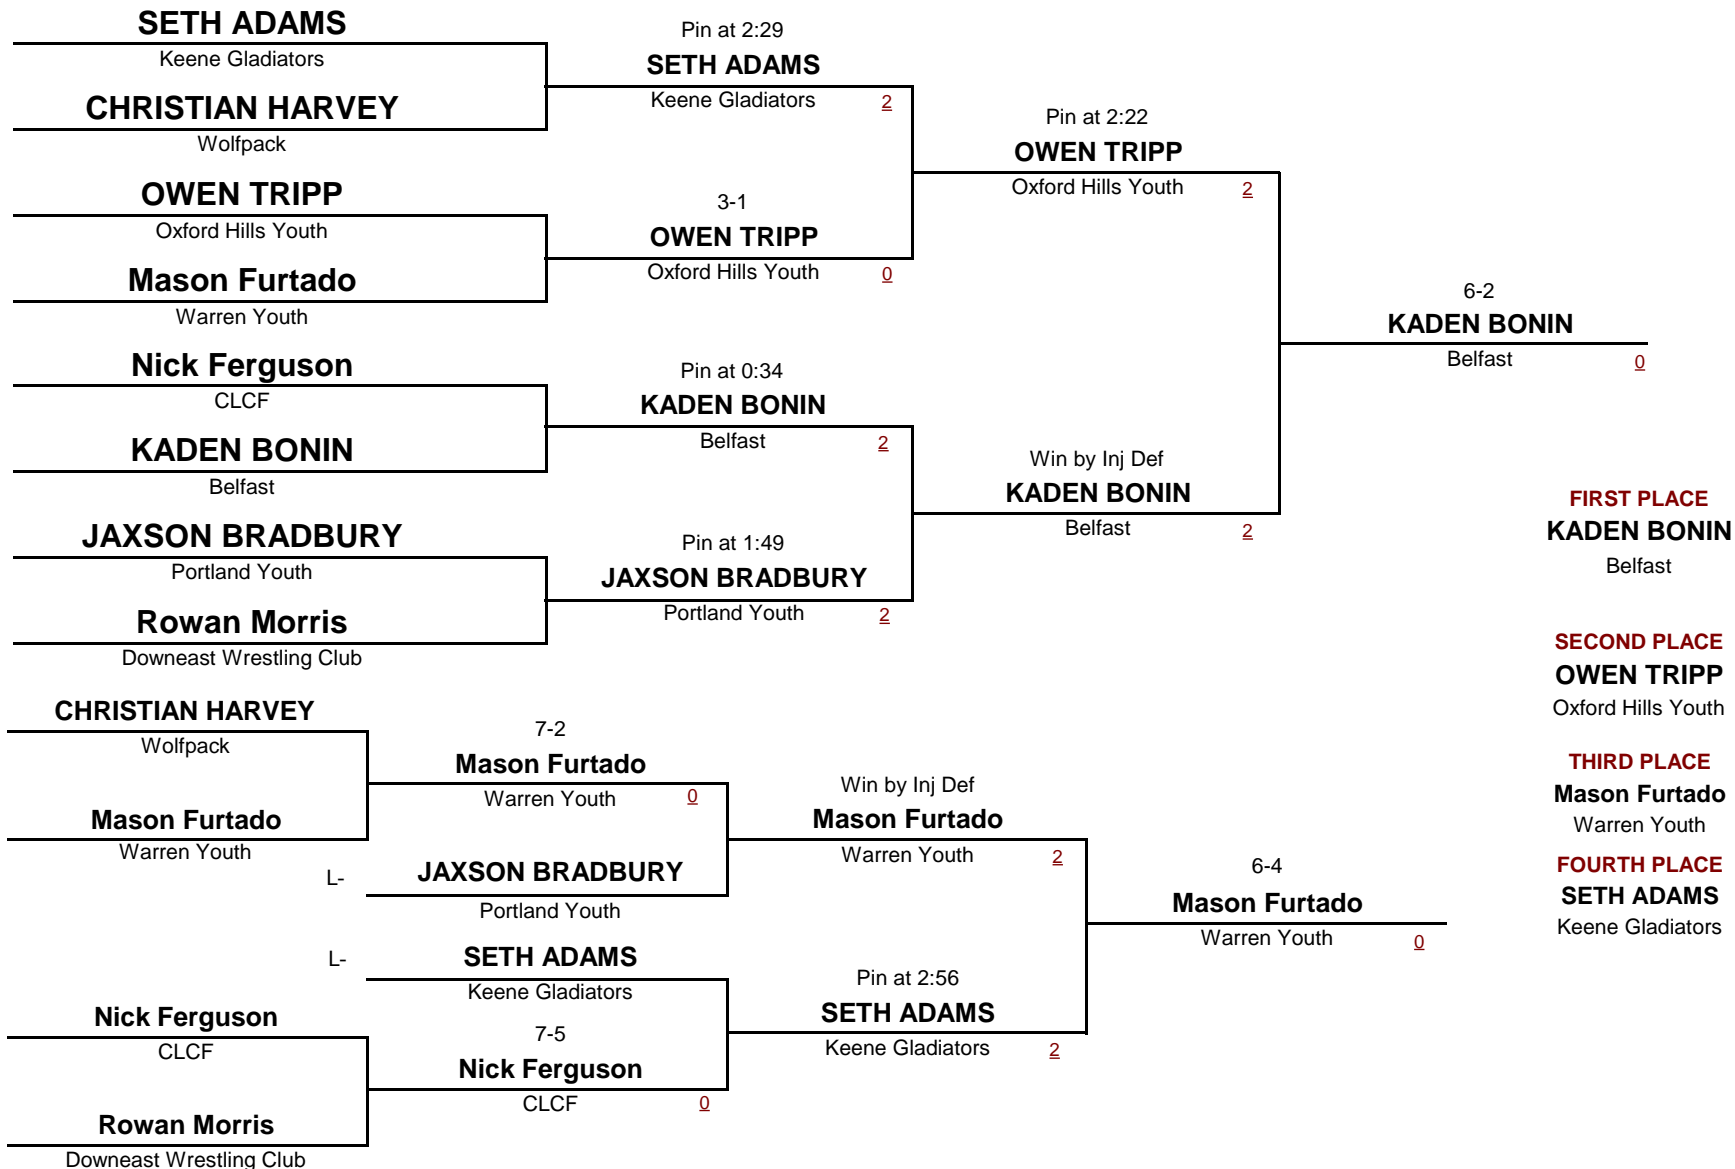 SETH ADAMS
Keene Gladiators
CHRISTIAN HARVEY
Wolfpack
OWEN TRIPP
Oxford Hills Youth
Mason Furtado
Warren Youth
Nick Ferguson
CLCF
KADEN BONIN
Belfast
JAXSON BRADBURY
Portland Youth
Rowan Morris
Downeast Wrestling Club
Pin at 2:29
SETH ADAMS
Keene Gladiators 2
3-1
OWEN TRIPP
Oxford Hills Youth 0
Pin at 0:34
KADEN BONIN
Belfast 2
Pin at 1:49
JAXSON BRADBURY
Portland Youth 2
Pin at 2:22
OWEN TRIPP
Oxford Hills Youth 2
Win by Inj Def
KADEN BONIN
Belfast 2
6-2
KADEN BONIN
Belfast 0
FIRST PLACE
KADEN BONIN
Belfast
SECOND PLACE
OWEN TRIPP
Oxford Hills Youth
THIRD PLACE
Mason Furtado
Warren Youth
FOURTH PLACE
SETH ADAMS
Keene Gladiators
CHRISTIAN HARVEY
Wolfpack
Mason Furtado
Warren Youth
Nick Ferguson
CLCF
Rowan Morris
Downeast Wrestling Club
7-2
Mason Furtado
Warren Youth 0
L- JAXSON BRADBURY
Portland Youth
L- SETH ADAMS
Keene Gladiators
7-5
Nick Ferguson
CLCF 0
Win by Inj Def
Mason Furtado
Warren Youth 2
Pin at 2:56
SETH ADAMS
Keene Gladiators 2
6-4
Mason Furtado
Warren Youth 0